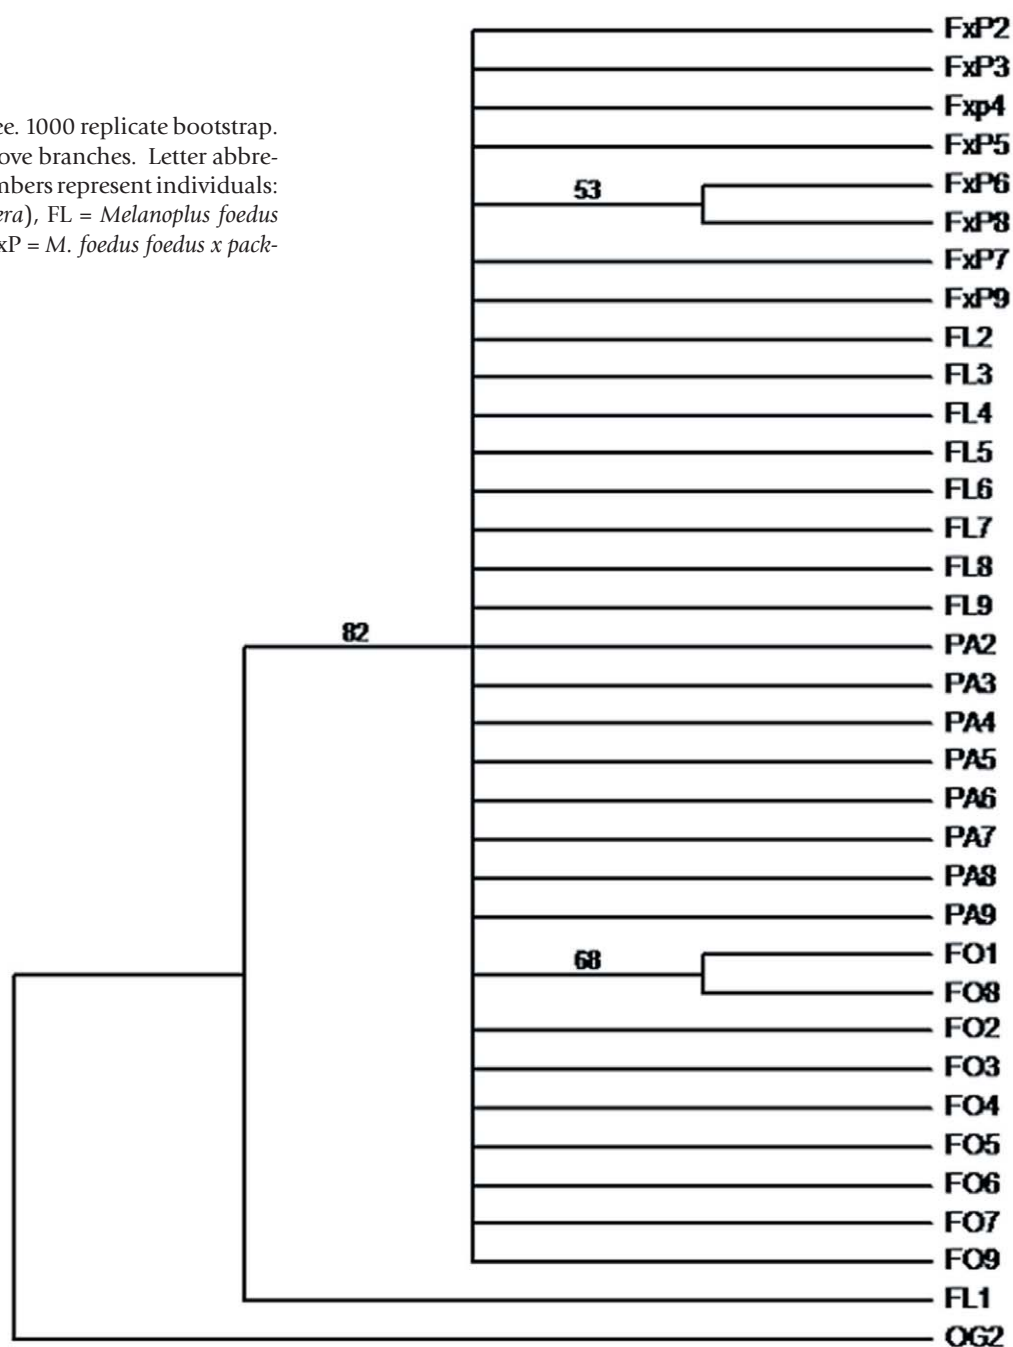 ee. 1000 replicate bootstrap.
ove branches. Letter abbre-
mbers represent individuals:
era), FL = Melanoplus foedus
xP = M. foedus foedus x pack-
FxP2
FxP3
Fxp4
FxP5
53
FxP6
FxP8
FxP7
FxP9
FL2
FL3
FL4
FL5
FL6
FL7
FL8
FL9
82
PA2
PA3
PA4
PA5
PA6
PA7
PA8
PA9
68
FO1
FO8
FO2
FO3
FO4
FO5
FO6
FO7
FO9
FL1
OG2